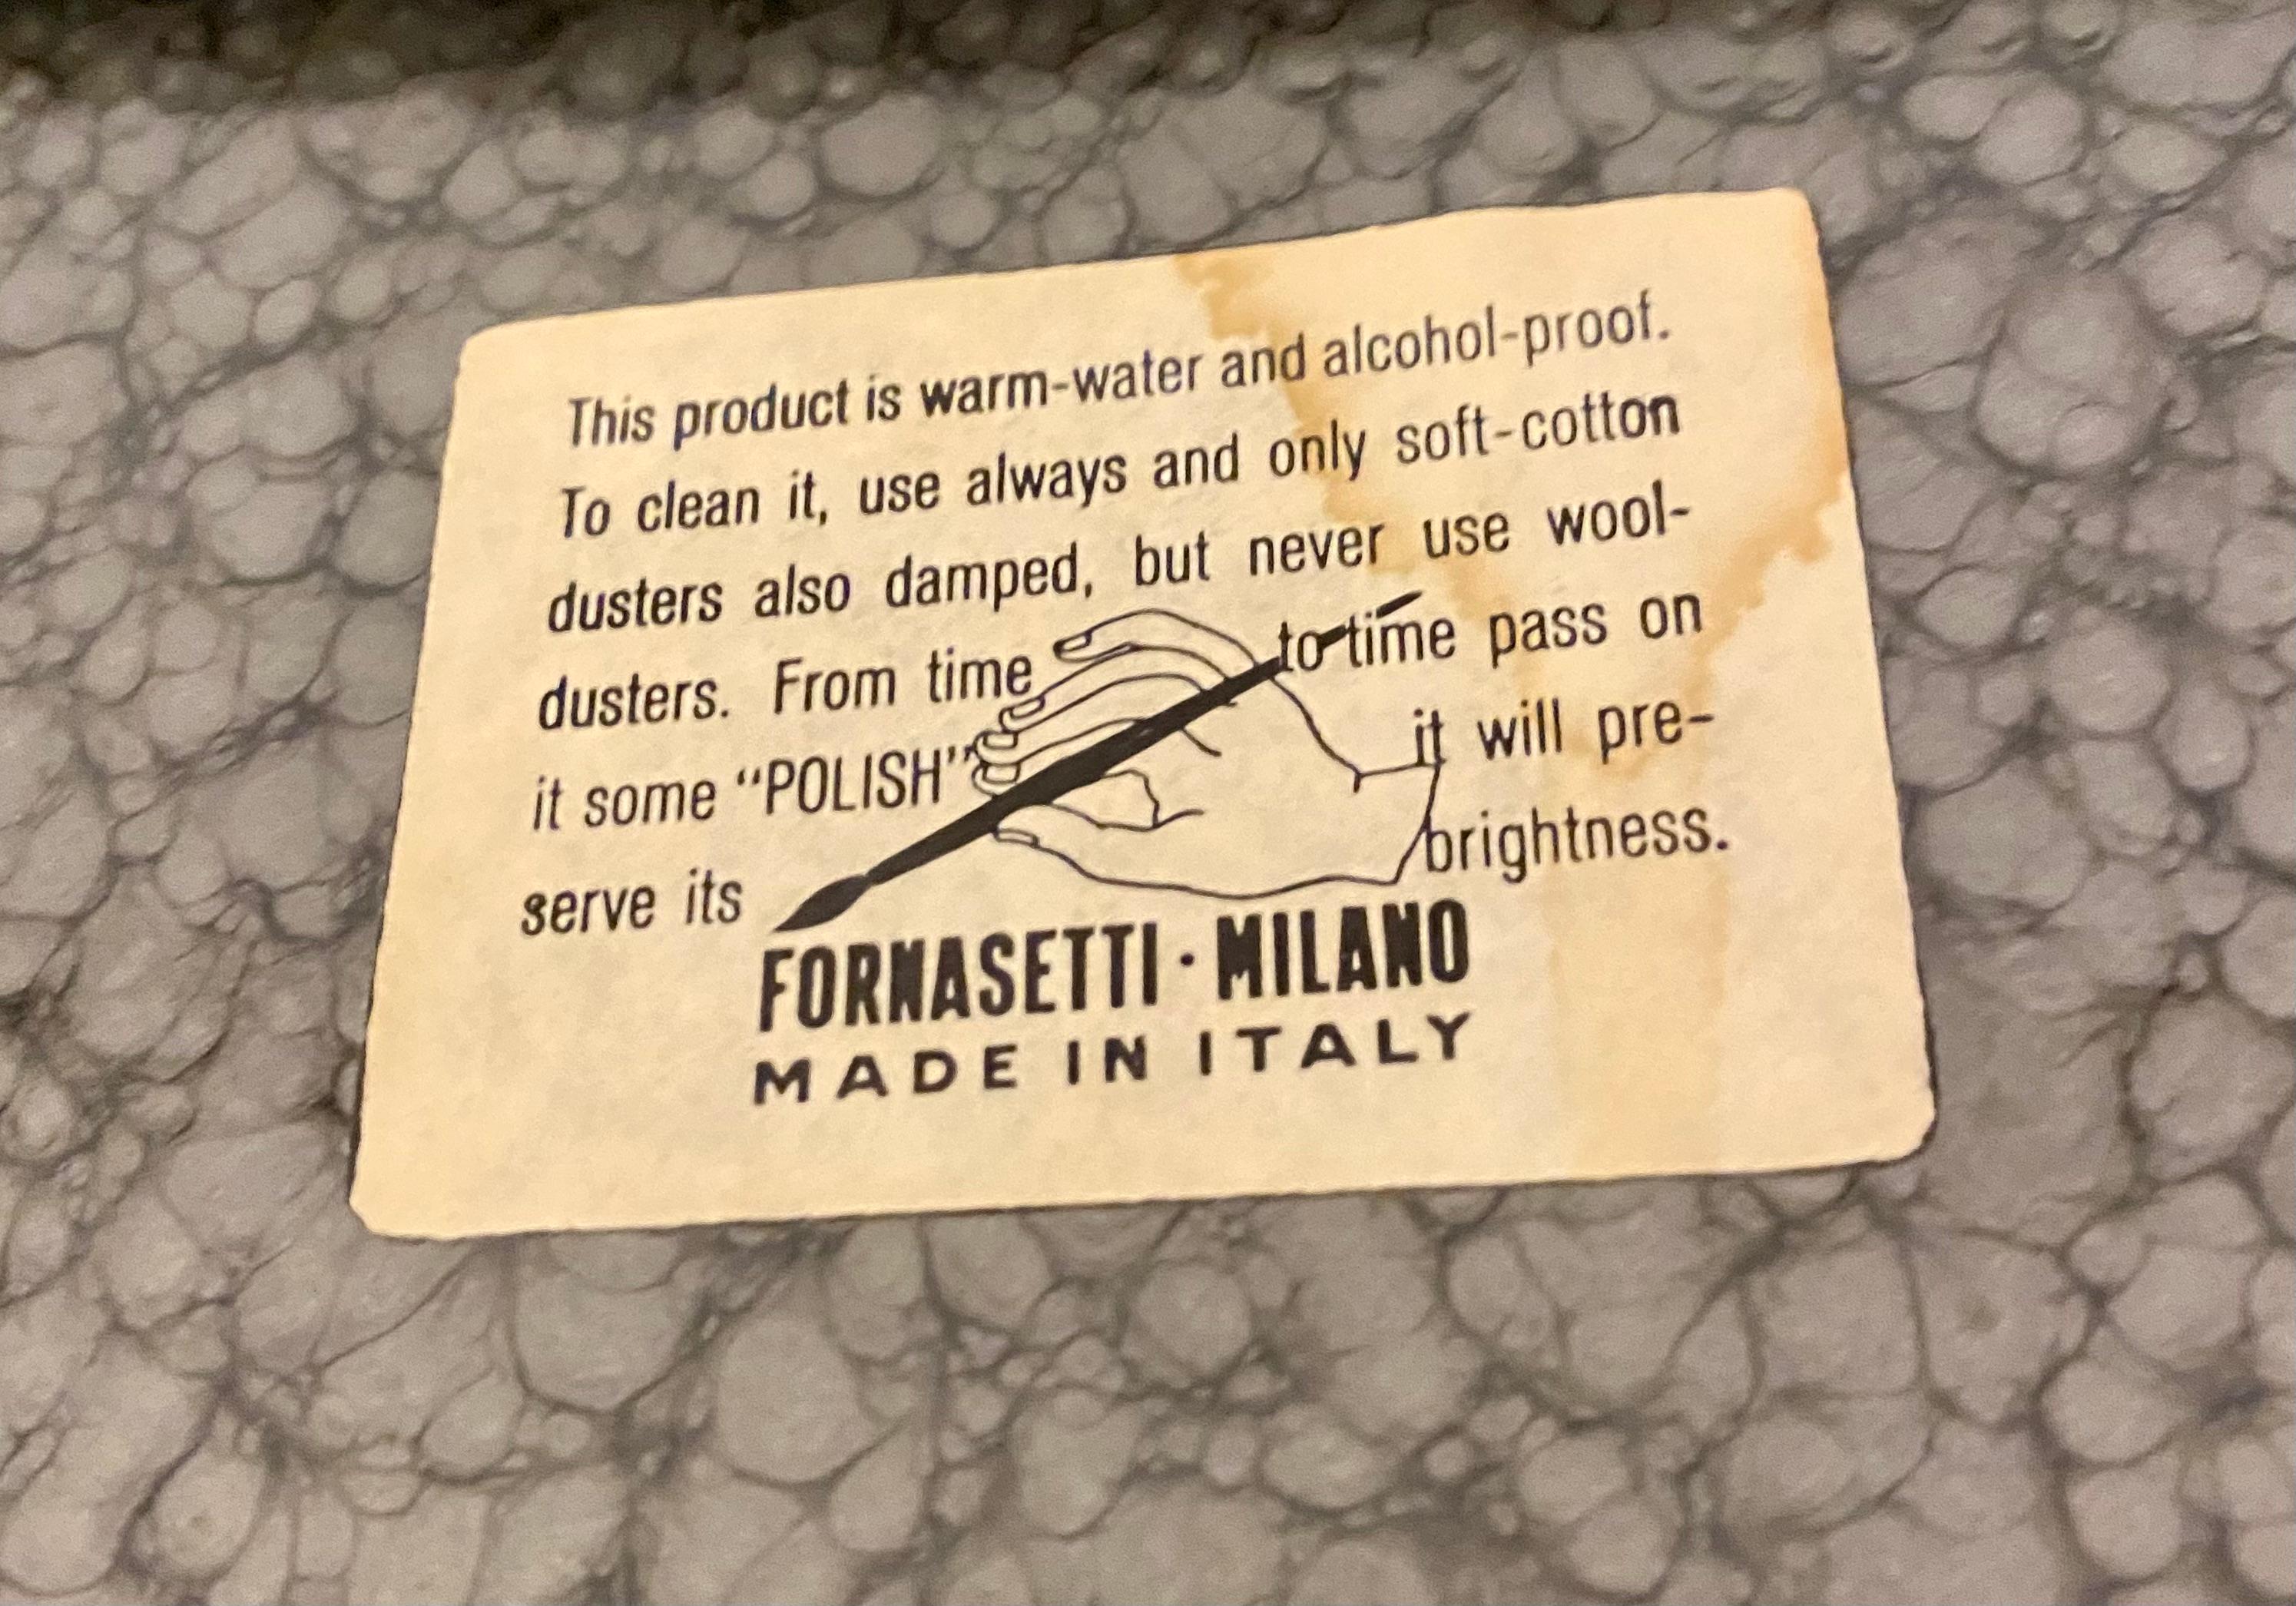 This product is warm-water and alcohol-proof.
To clean it, use always and only soft-cotton
dusters also damped, but never use wool-
dusters. From time to time pass on
it some “POLISH” it will pre-
serve its brightness.
FORNASETTI · MILANO
MADE IN ITALY